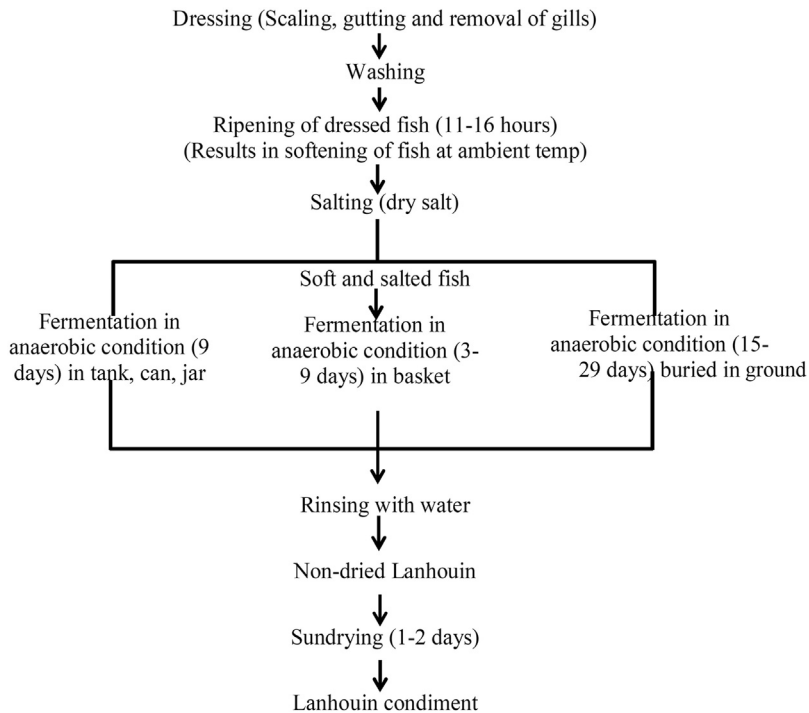 Dressing (Scaling, gutting and removal of gills)
Washing
Ripening of dressed fish (11-16 hours)
(Results in softening of fish at ambient temp)
Salting (dry salt)
Soft and salted fish
Fermentation in
anaerobic condition (9
days) in tank, can, jar
Fermentation in
anaerobic condition (3-
9 days) in basket
Fermentation in
anaerobic condition (15-
29 days) buried in ground
Rinsing with water
Non-dried Lanhouin
Sundrying (1-2 days)
Lanhouin condiment